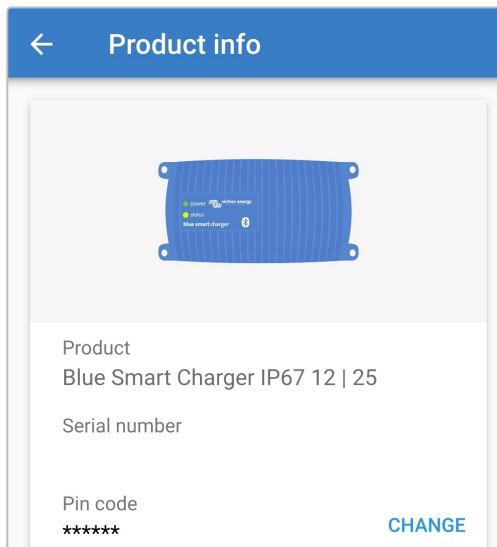 Product info
power victron energy
status
blue smart charger
Product
Blue Smart Charger IP67 12 | 25
Serial number
Pin code
******
CHANGE